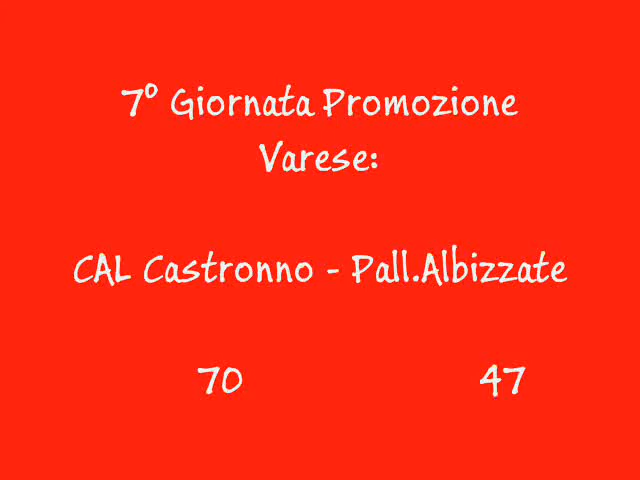 7° Giornata Promozione
Varese:
CAL Castronno - Pall.Albizzate
70 47